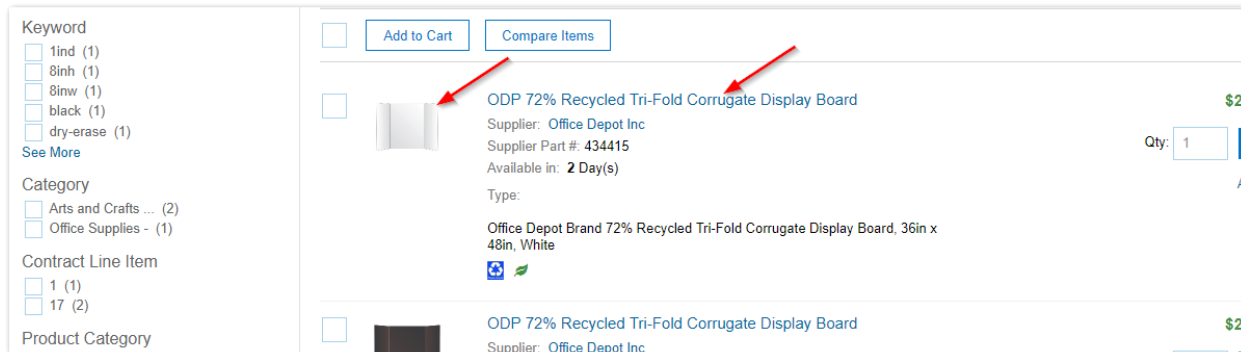 Keyword
1ind (1)
8inh (1)
8inw (1)
black (1)
dry-erase (1)
See More
Category
Arts and Crafts ... (2)
Office Supplies - (1)
Contract Line Item
1 (1)
17 (2)
Product Category
Add to Cart
Compare Items
ODP 72% Recycled Tri-Fold Corrugate Display Board
$2
Supplier: Office Depot Inc
Supplier Part #: 434415
Qty: 1
Available in: 2 Day(s)
Type:
Office Depot Brand 72% Recycled Tri-Fold Corrugate Display Board, 36in x
48in, White
ODP 72% Recycled Tri-Fold Corrugate Display Board
$2
Supplier: Office Depot Inc